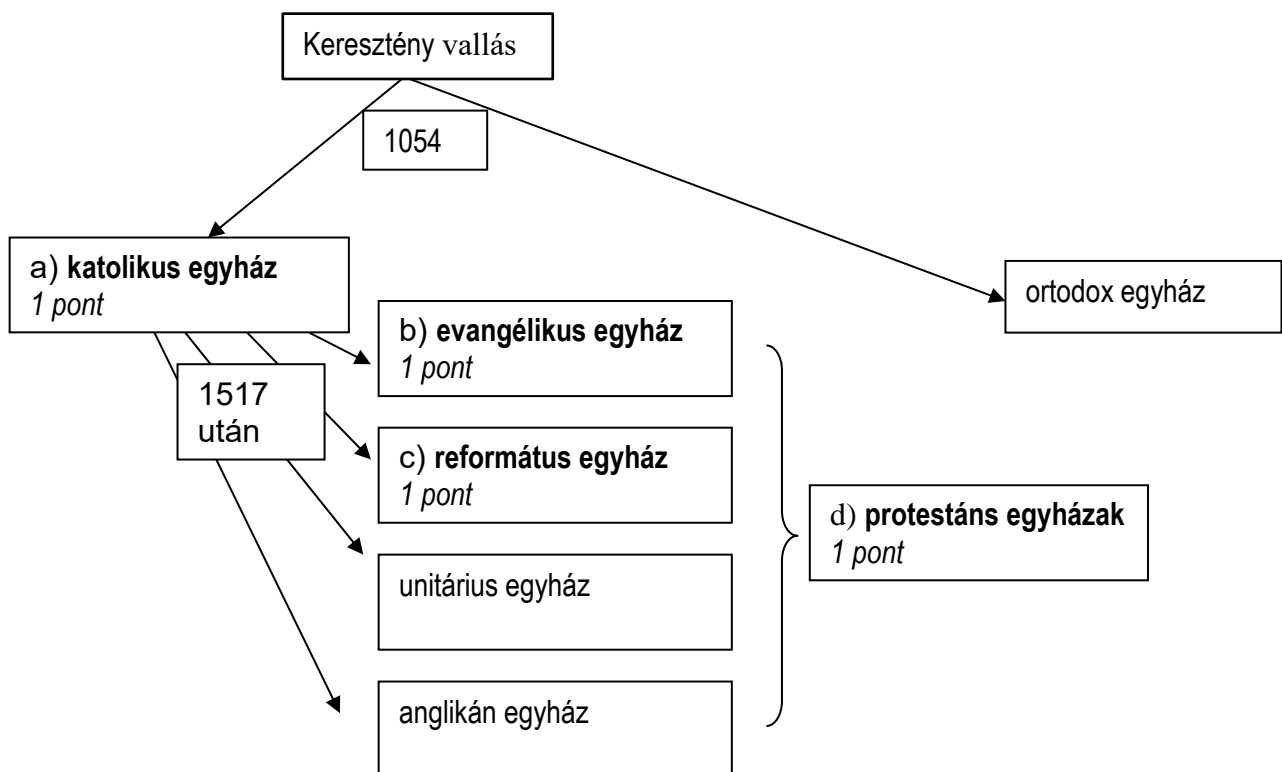 Keresztény vallás
1054
a) katolikus egyház
1 pont
ortodox egyház
b) evangélikus egyház
1 pont
1517
után
c) református egyház
1 pont
d) protestáns egyházak
1 pont
unitárius egyház
anglikán egyház